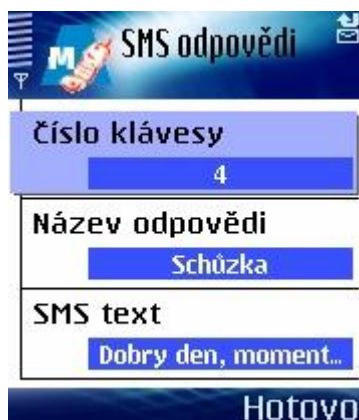 SMS odpovědi
Číslo klávesy
4
Název odpovědi
Schůzka
SMS text
Dobry den, moment…
Hotovo